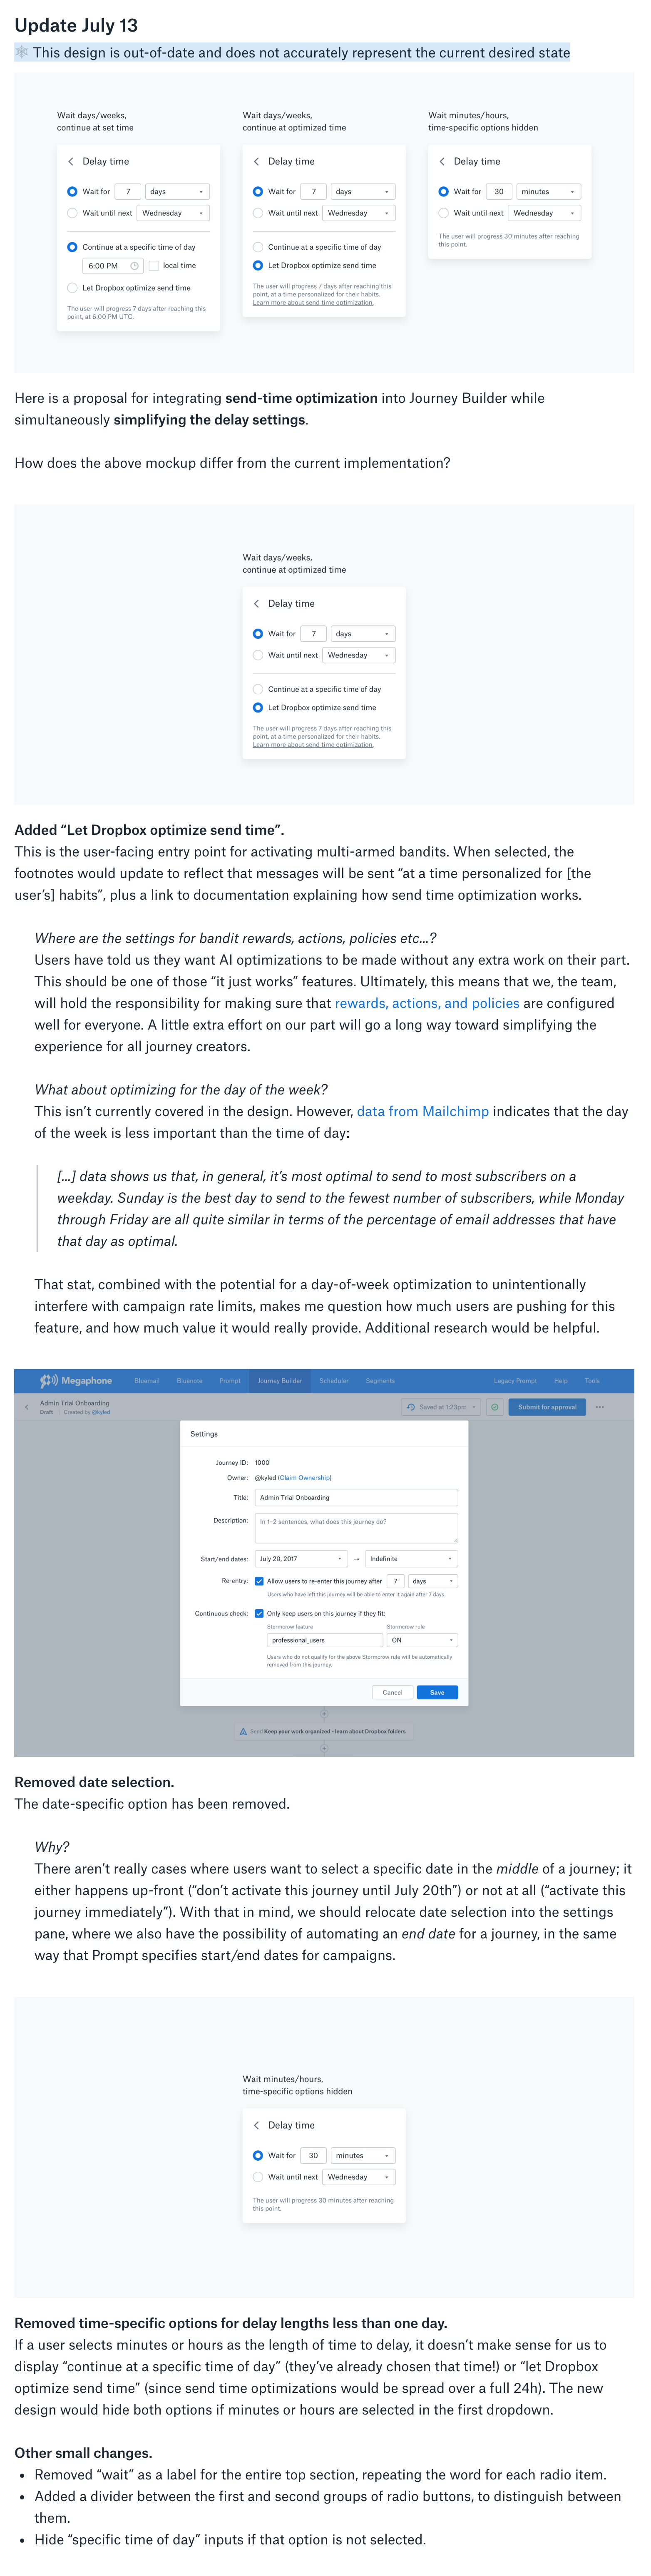 Update July 13
This design is out-of-date and does not accurately represent the current desired state
Wait days/weeks,
continue at set time
Delay time
Wait for 7 days
Wait until next Wednesday
Continue at a specific time of day
6:00 PM local time
Let Dropbox optimize send time
The user will progress 7 days after reaching this
point, at 6:00 PM UTC.
Wait days/weeks,
continue at optimized time
Delay time
Wait for 7 days
Wait until next Wednesday
Continue at a specific time of day
Let Dropbox optimize send time
The user will progress 7 days after reaching this
point, at a time personalized for their habits.
Learn more about send time optimization.
Wait minutes/hours,
time-specific options hidden
Delay time
Wait for 30 minutes
Wait until next Wednesday
The user will progress 30 minutes after reaching
this point.
Here is a proposal for integrating send-time optimization into Journey Builder while
simultaneously simplifying the delay settings.
How does the above mockup differ from the current implementation?
Wait days/weeks,
continue at optimized time
Delay time
Wait for 7 days
Wait until next Wednesday
Continue at a specific time of day
Let Dropbox optimize send time
The user will progress 7 days after reaching this
point, at a time personalized for their habits.
Learn more about send time optimization.
Added “Let Dropbox optimize send time”.
This is the user-facing entry point for activating multi-armed bandits. When selected, the
footnotes would update to reflect that messages will be sent “at a time personalized for [the
user’s] habits”, plus a link to documentation explaining how send time optimization works.
Where are the settings for bandit rewards, actions, policies etc...?
Users have told us they want AI optimizations to be made without any extra work on their part.
This should be one of those “it just works” features. Ultimately, this means that we, the team,
will hold the responsibility for making sure that rewards, actions, and policies are configured
well for everyone. A little extra effort on our part will go a long way toward simplifying the
experience for all journey creators.
What about optimizing for the day of the week?
This isn’t currently covered in the design. However, data from Mailchimp indicates that the day
of the week is less important than the time of day:
[...] data shows us that, in general, it’s most optimal to send to most subscribers on a
weekday. Sunday is the best day to send to the fewest number of subscribers, while Monday
through Friday are all quite similar in terms of the percentage of email addresses that have
that day as optimal.
That stat, combined with the potential for a day-of-week optimization to unintentionally
interfere with campaign rate limits, makes me question how much users are pushing for this
feature, and how much value it would really provide. Additional research would be helpful.
Megaphone Bluemail Bluenote Prompt Journey Builder Scheduler Segments Legacy Prompt Help Tools
Admin Trial Onboarding
Draft Created by @kyled
Saved at 1:23pm Submit for approval
Settings
Journey ID: 1000
Owner: @kyled (Claim Ownership)
Title: Admin Trial Onboarding
Description: In 1-2 sentences, what does this journey do?
Start/end dates: July 20, 2017 → Indefinite
Re-entry: Allow users to re-enter this journey after 7 days
Users who have left this journey will be able to enter it again after 7 days.
Continuous check: Only keep users on this journey if they fit:
Stormcrow feature Stormcrow rule
professional_users ON
Users who do not qualify for the above Stormcrow rule will be automatically
removed from this journey.
Cancel Save
Send Keep your work organized - learn about Dropbox folders
Removed date selection.
The date-specific option has been removed.
Why?
There aren’t really cases where users want to select a specific date in the middle of a journey; it
either happens up-front (“don’t activate this journey until July 20th”) or not at all (“activate this
journey immediately”). With that in mind, we should relocate date selection into the settings
pane, where we also have the possibility of automating an end date for a journey, in the same
way that Prompt specifies start/end dates for campaigns.
Wait minutes/hours,
time-specific options hidden
Delay time
Wait for 30 minutes
Wait until next Wednesday
The user will progress 30 minutes after reaching
this point.
Removed time-specific options for delay lengths less than one day.
If a user selects minutes or hours as the length of time to delay, it doesn’t make sense for us to
display “continue at a specific time of day” (they’ve already chosen that time!) or “let Dropbox
optimize send time” (since send time optimizations would be spread over a full 24h). The new
design would hide both options if minutes or hours are selected in the first dropdown.
Other small changes.
• Removed “wait” as a label for the entire top section, repeating the word for each radio item.
• Added a divider between the first and second groups of radio buttons, to distinguish between
them.
• Hide “specific time of day” inputs if that option is not selected.